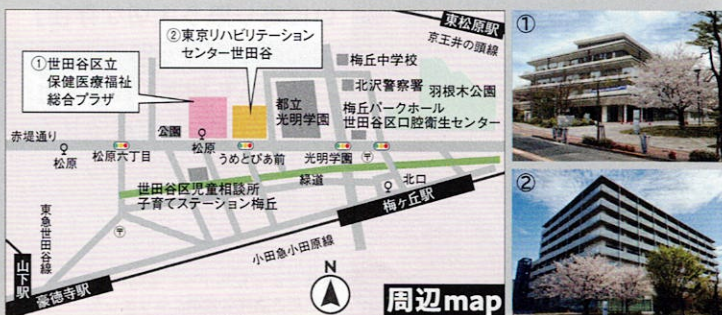 東松原駅
京王井の頭線
②東京リハビリテーション
センター世田谷
①世田谷区立
保健医療福祉
総合プラザ
梅丘中学校
北沢警察署
羽根木公園
都立
光明学園
梅丘パークホール
世田谷区口腔衛生センター
赤堤通り
公園
松原
松原六丁目
松原
うめとぴあ前
光明学園
緑道
北口
世田谷区児童相談所
子育てステーション梅丘
梅ヶ丘駅
東急世田谷線
小田急小田原線
山下駅
豪徳寺駅
N
周辺map
①
②